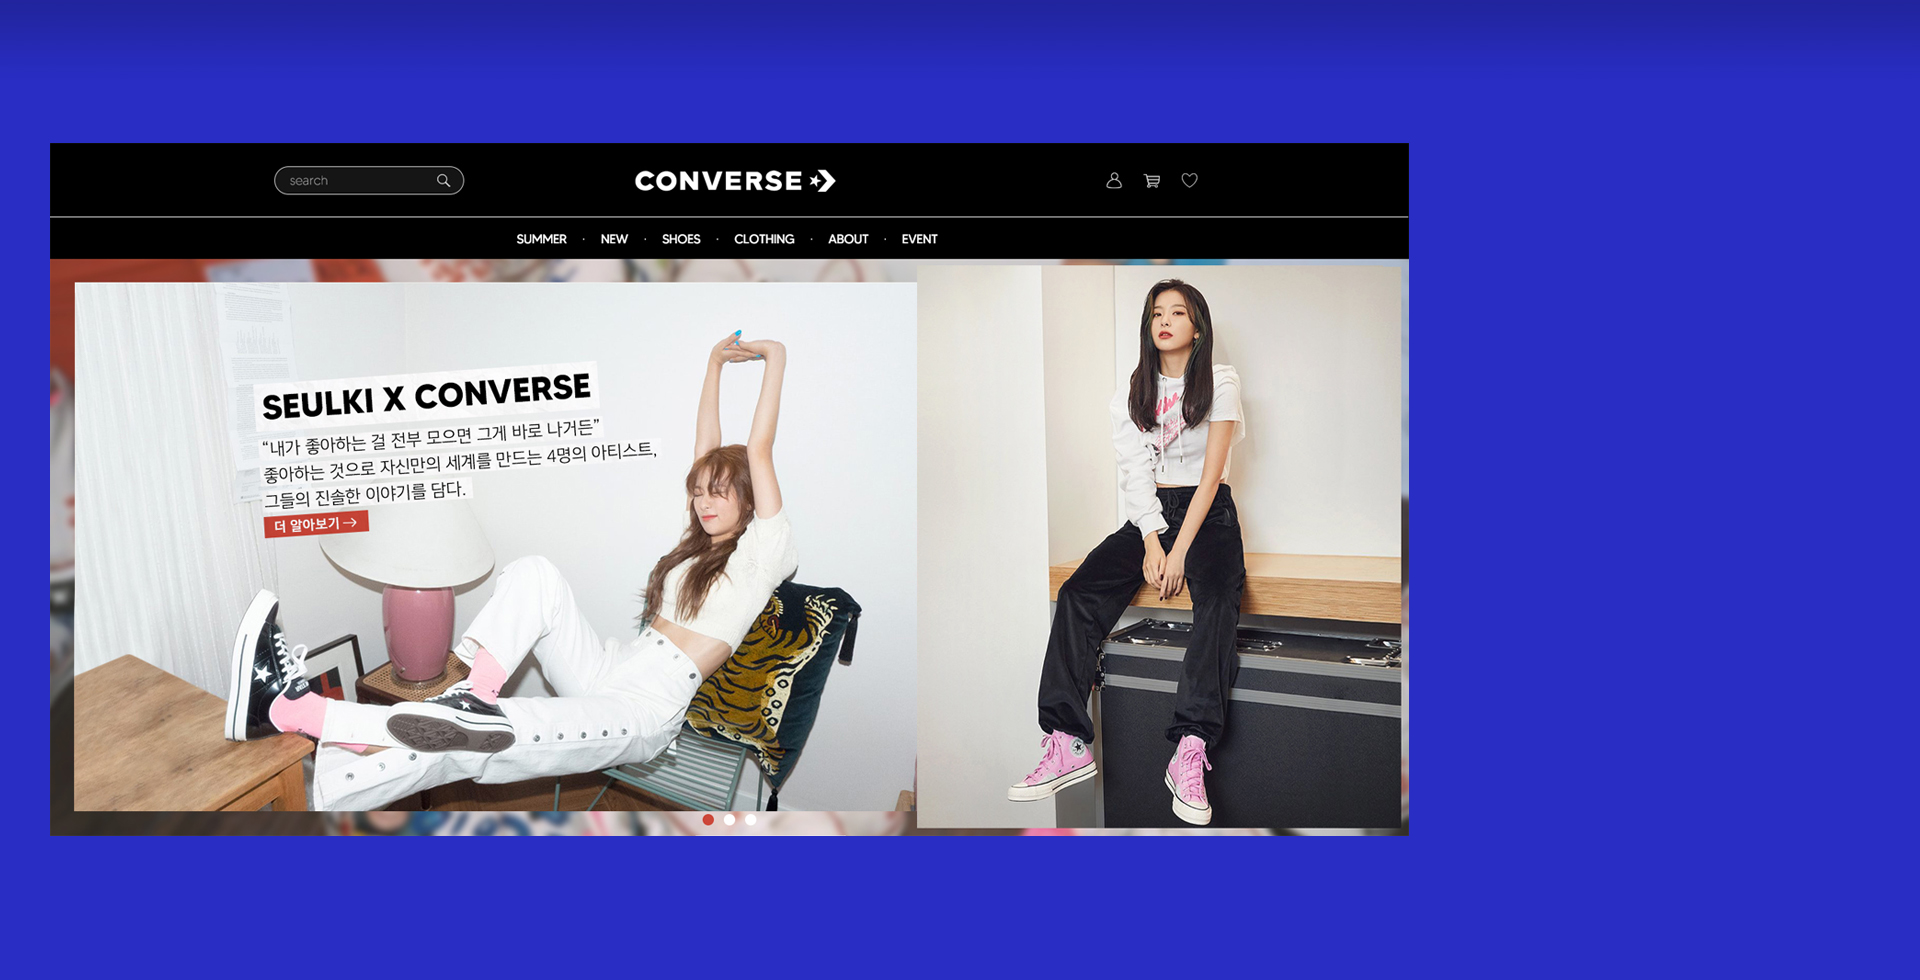 search
CONVERSE
SUMMER · NEW · SHOES · CLOTHING · ABOUT · EVENT
SEULKI X CONVERSE
“내가 좋아하는 걸 전부 모으면 그게 바로 나거든”
좋아하는 것으로 자신만의 세계를 만드는 4명의 아티스트,
그들의 진솔한 이야기를 담다.
더 알아보기 →